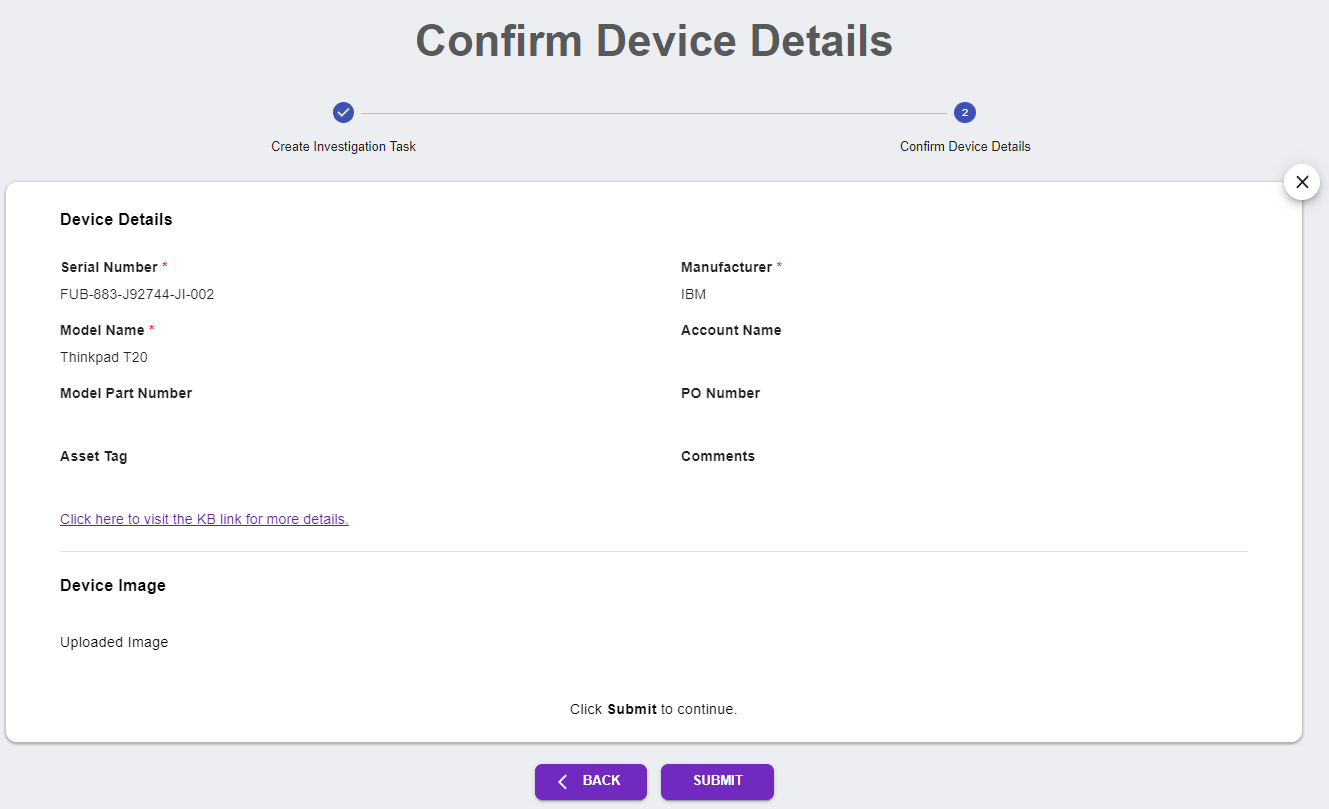 Confirm Device Details
2
Create Investigation Task
Confirm Device Details
Device Details
Serial Number *
Manufacturer *
FUB-883-J92744-JI-002
IBM
Model Name *
Account Name
Thinkpad T20
Model Part Number
PO Number
Asset Tag
Comments
Click here to visit the KB link for more details.
Device Image
Uploaded Image
Click Submit to continue.
BACK
SUBMIT